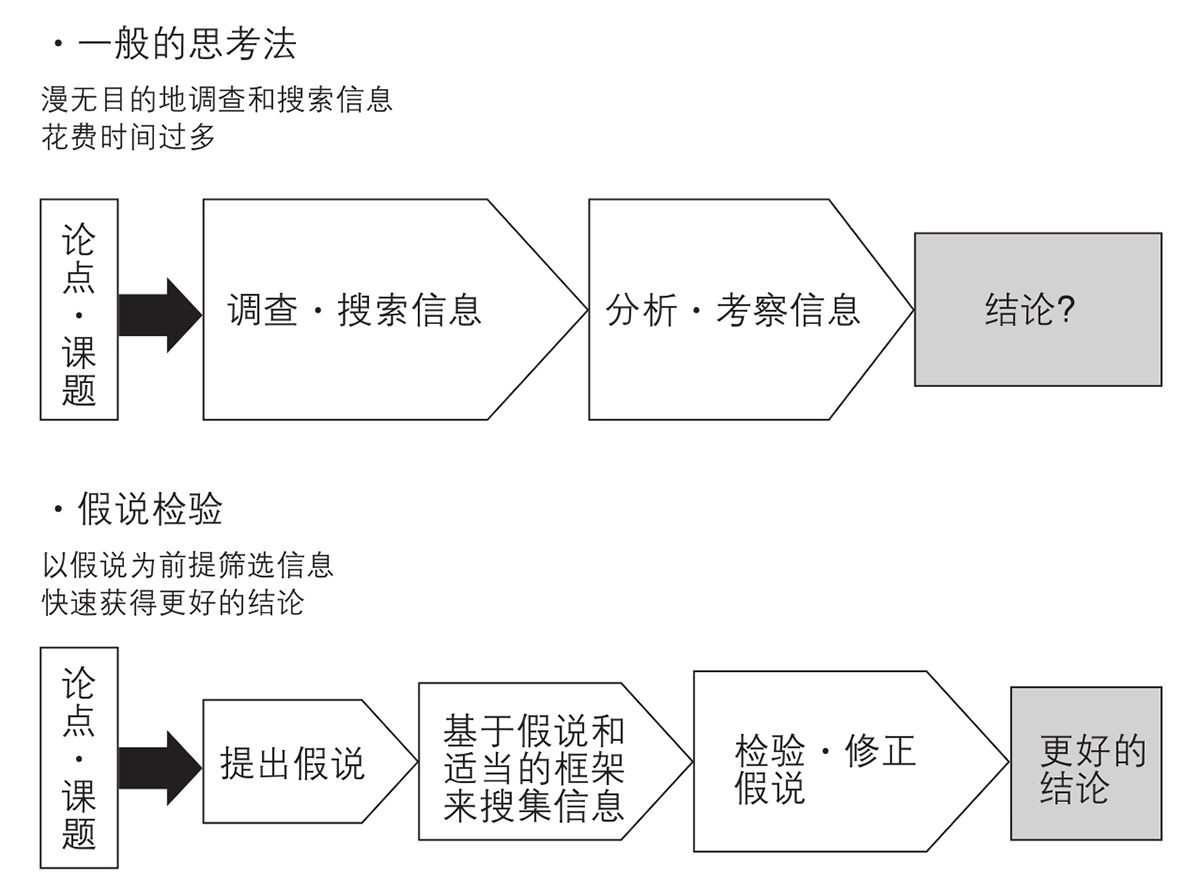 ·一般的思考法
漫无目的地调查和搜索信息
花费时间过多
论点·课题
调查·搜索信息
分析·考察信息
结论?
·假说检验
以假说为前提筛选信息
快速获得更好的结论
论点·课题
提出假说
基于假说和
适当的框架
来搜集信息
检验·修正
假说
更好的
结论